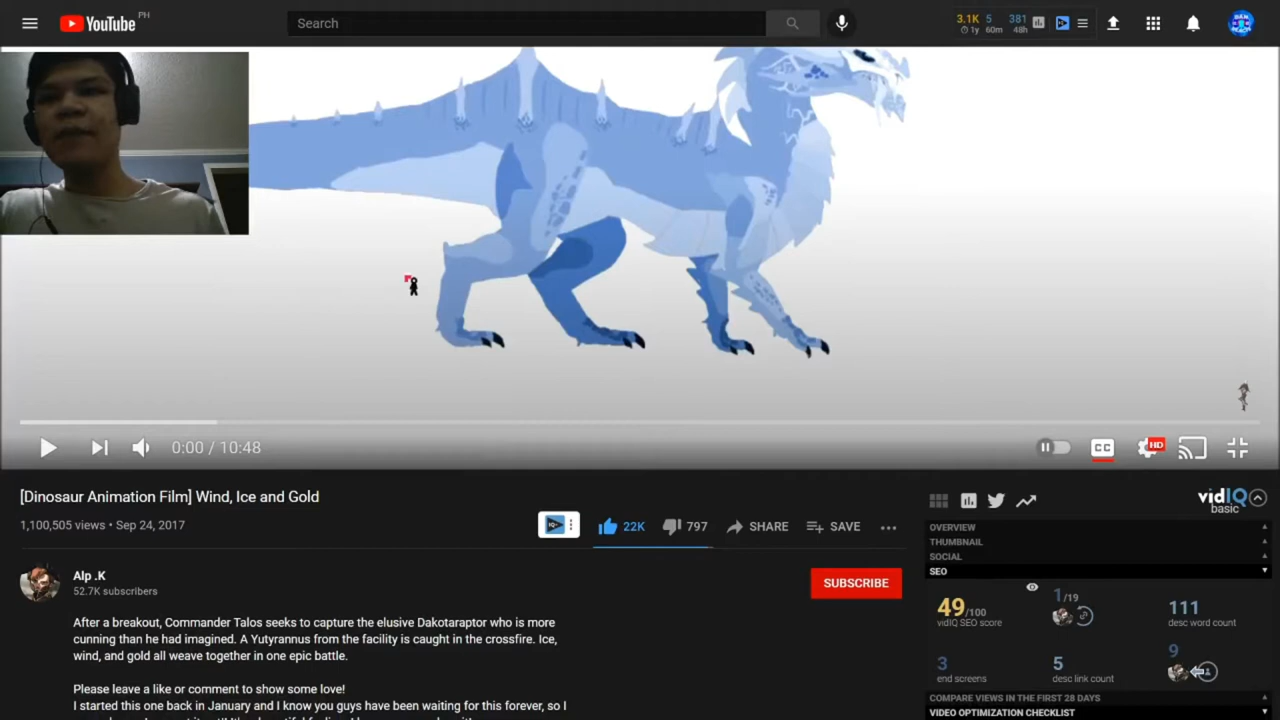 YouTube PH
Search
3.1K 5 381
1y 60m 48h
0:00 / 10:48
CC
HD
[Dinosaur Animation Film] Wind, Ice and Gold
1,100,505 views • Sep 24, 2017
22K 797 SHARE SAVE
Alp .K
52.7K subscribers
SUBSCRIBE
After a breakout, Commander Talos seeks to capture the elusive Dakotaraptor who is more
cunning than he had imagined. A Yutyrannus from the facility is caught in the crossfire. Ice,
wind, and gold all weave together in one epic battle.
Please leave a like or comment to show some love!
I started this one back in January and I know you guys have been waiting for this forever, so I
vidIQ
basic
OVERVIEW
THUMBNAIL
SOCIAL
SEO
49/100
vidIQ SEO score
1/19
111
desc word count
3
end screens
5
desc link count
9
COMPARE VIEWS IN THE FIRST 28 DAYS
VIDEO OPTIMIZATION CHECKLIST